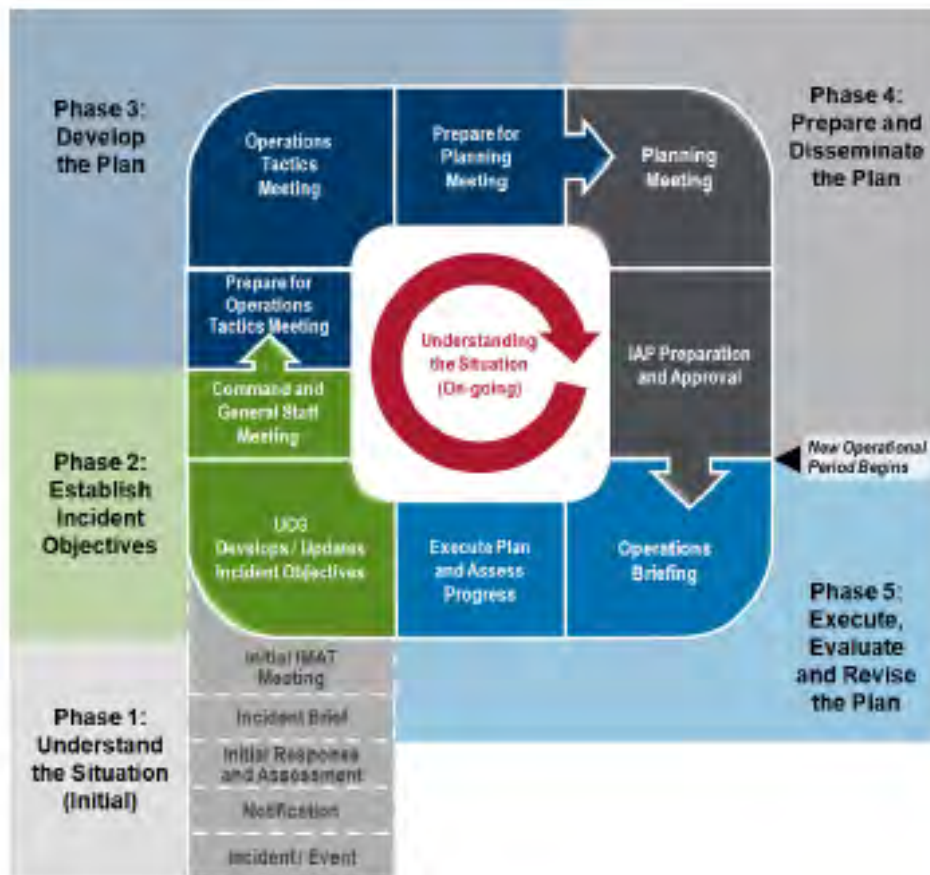 Phase 3:
Develop
the Plan
Operations
Tactics
Meeting
Prepare for
Planning
Meeting
Planning
Meeting
Phase 4:
Prepare and
Disseminate
the Plan
Prepare for
Operations
Tactics Meeting
Understanding
the Situation
(On-going)
IAP Preparation
and Approval
Command and
General Staff
Meeting
New Operational
Period Begins
Phase 2:
Establish
Incident
Objectives
UCG
Develops / Updates
Incident Objectives
Execute Plan
and Assess
Progress
Operations
Briefing
Phase 5:
Execute,
Evaluate
and Revise
the Plan
Initial IMAT
Meeting
Incident Brief
Initial Response
and Assessment
Notification
Incident / Event
Phase 1:
Understand
the Situation
(Initial)